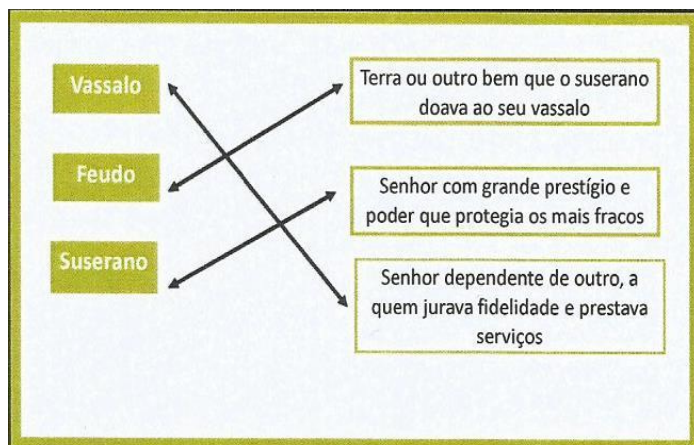 Vassalo
Feudo
Suserano
Terra ou outro bem que o suserano
doava ao seu vassalo
Senhor com grande prestígio e
poder que protegia os mais fracos
Senhor dependente de outro, a
quem jurava fidelidade e prestava
serviços